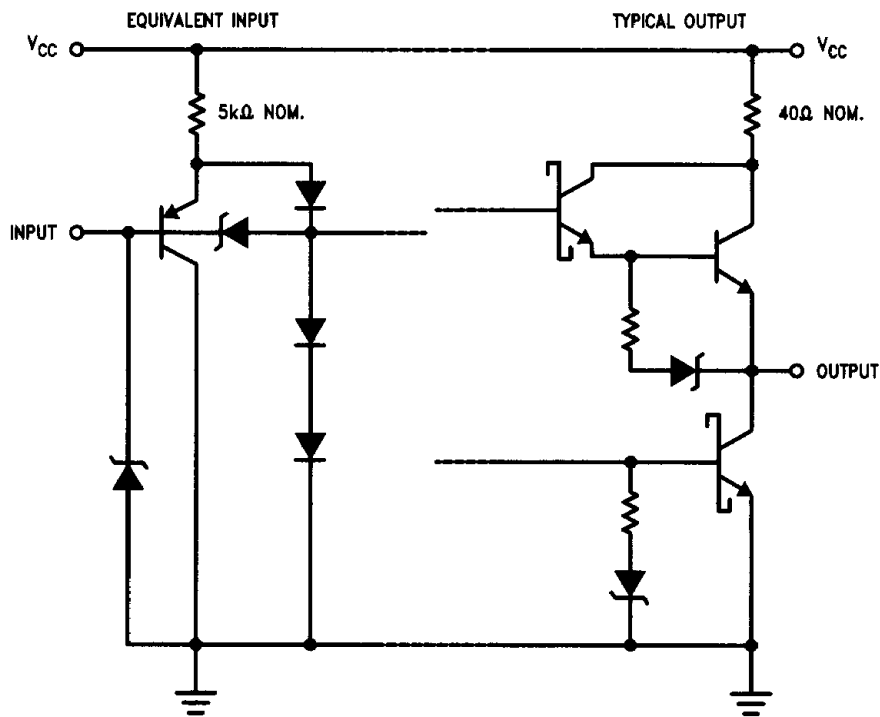 EQUIVALENT INPUT
TYPICAL OUTPUT
VCC
VCC
5kΩ NOM.
40Ω NOM.
INPUT
OUTPUT